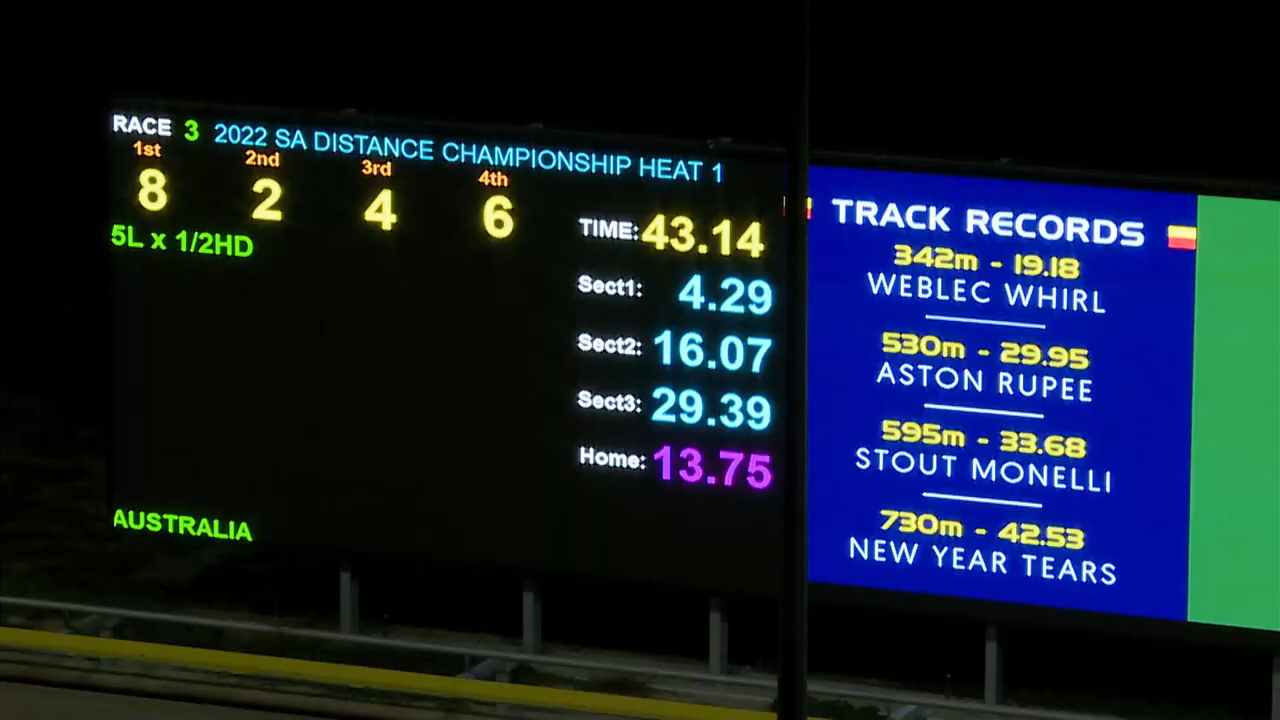 RACE 3 2022 SA DISTANCE CHAMPIONSHIP HEAT 1
1st 2nd 3rd 4th
8 2 4 6
5L x 1/2HD
TIME: 43.14
Sect1: 4.29
Sect2: 16.07
Sect3: 29.39
Home: 13.75
AUSTRALIA
TRACK RECORDS
342m - 19.18
WEBLEC WHIRL
530m - 29.95
ASTON RUPEE
595m - 33.68
STOUT MONELLI
730m - 42.53
NEW YEAR TEARS